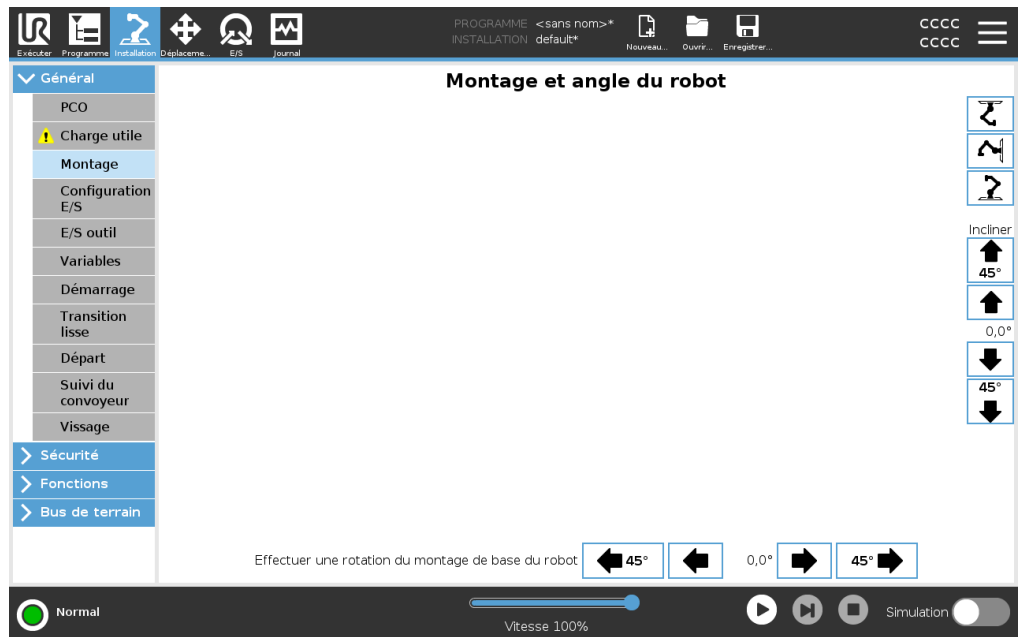 UR
PROGRAMME <sans nom>*
INSTALLATION default*
cccc
cccc
Exécuter Programme Installation Déplaceme... E/S Journal Nouveau... Ouvrir... Enregistrer...
Général
PCO
Charge utile
Montage
Configuration
E/S
E/S outil
Variables
Démarrage
Transition
lisse
Départ
Suivi du
convoyeur
Vissage
Sécurité
Fonctions
Bus de terrain
Montage et angle du robot
Incliner
45°
0,0°
45°
Effectuer une rotation du montage de base du robot 45° 0,0° 45°
Normal
Vitesse 100%
Simulation